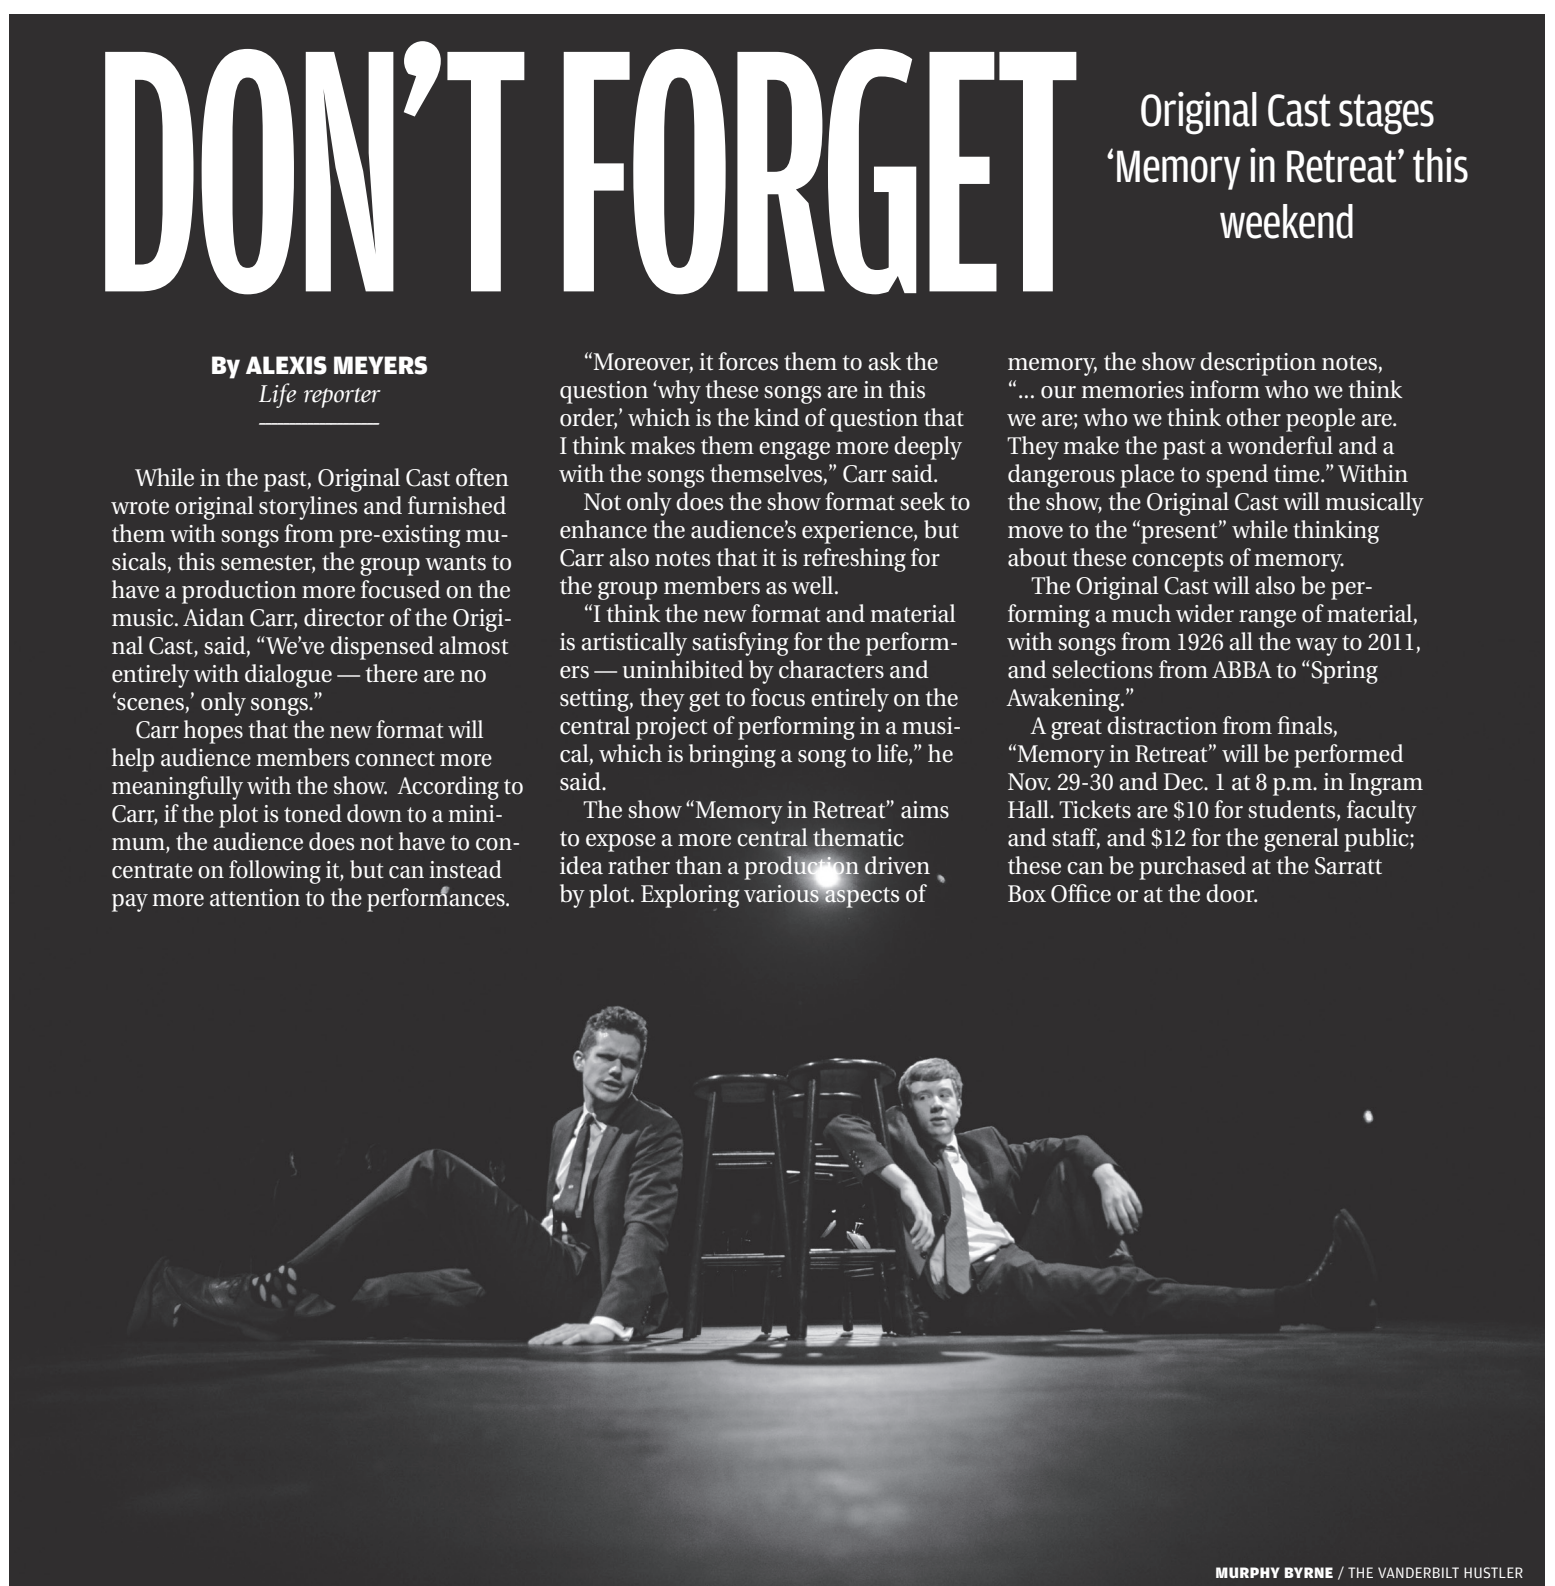 DON’T FORGET
Original Cast stages
‘Memory in Retreat’ this
weekend
By ALEXIS MEYERS
Life reporter
While in the past, Original Cast often
wrote original storylines and furnished
them with songs from pre-existing mu-
sicals, this semester, the group wants to
have a production more focused on the
music. Aidan Carr, director of the Origi-
nal Cast, said, “We’ve dispensed almost
entirely with dialogue — there are no
‘scenes,’ only songs.”
Carr hopes that the new format will
help audience members connect more
meaningfully with the show.  According to
Carr, if the plot is toned down to a mini-
mum, the audience does not have to con-
centrate on following it, but can instead
pay more attention to the performances.
“Moreover, it forces them to ask the
question ‘why these songs are in this
order,’ which is the kind of question that
I think makes them engage more deeply
with the songs themselves,” Carr said.
Not only does the show format seek to
enhance the audience’s experience, but
Carr also notes that it is refreshing for
the group members as well.
“I think the new format and material
is artistically satisfying for the perform-
ers — uninhibited by characters and
setting, they get to focus entirely on the
central project of performing in a musi-
cal, which is bringing a song to life,” he
said.
The show “Memory in Retreat” aims
to expose a more central thematic
idea rather than a production driven
by plot. Exploring various aspects of
memory, the show description notes,
“... our memories inform who we think
we are; who we think other people are.
They make the past a wonderful and a
dangerous place to spend time.” Within
the show, the Original Cast will musically
move to the “present” while thinking
about these concepts of memory.
The Original Cast will also be per-
forming a much wider range of material,
with songs from 1926 all the way to 2011,
and selections from ABBA to “Spring
Awakening.”
A great distraction from finals,
“Memory in Retreat” will be performed
Nov. 29-30 and Dec. 1 at 8 p.m. in Ingram
Hall. Tickets are $10 for students, faculty
and staff, and $12 for the general public;
these can be purchased at the Sarratt
Box Office or at the door.
MURPHY BYRNE / THE VANDERBILT HUSTLER